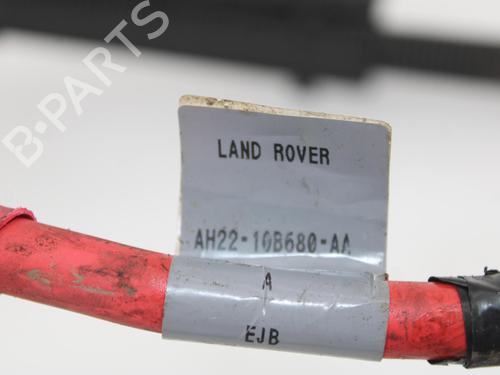 B-PARTS
LAND ROVER
AH22-10B680-AA
A
EJB